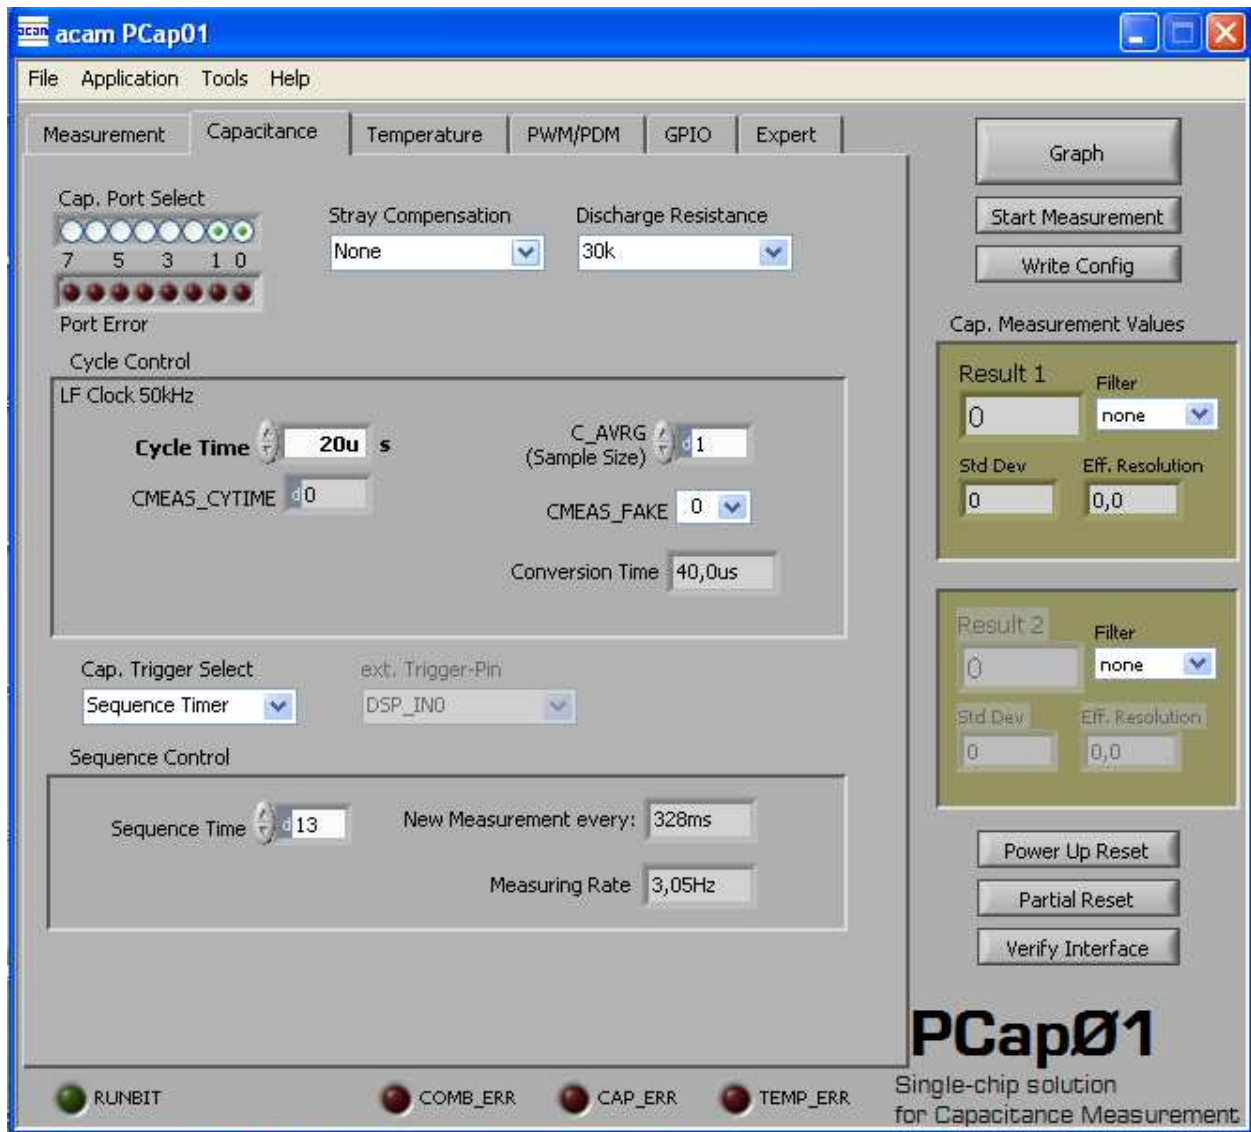 acam acam PCap01
File Application Tools Help
Measurement Capacitance Temperature PWM/PDM GPIO Expert
Graph
Start Measurement
Write Config
Cap. Port Select
7 5 3 1 0
Port Error
Stray Compensation
None
Discharge Resistance
30k
Cycle Control
LF Clock 50kHz
Cycle Time 20u s
CMEAS_CYTIME d0
C_AVRG
(Sample Size) d1
CMEAS_FAKE 0
Conversion Time 40,0us
Cap. Trigger Select
Sequence Timer
ext. Trigger-Pin
DSP_IN0
Sequence Control
Sequence Time d13
New Measurement every: 328ms
Measuring Rate 3,05Hz
Cap. Measurement Values
Result 1 Filter
0 none
Std Dev Eff. Resolution
0 0,0
Result 2 Filter
0 none
Std Dev Eff. Resolution
0 0,0
Power Up Reset
Partial Reset
Verify Interface
PCapØ1
Single-chip solution
for Capacitance Measurement
RUNBIT COMB_ERR CAP_ERR TEMP_ERR